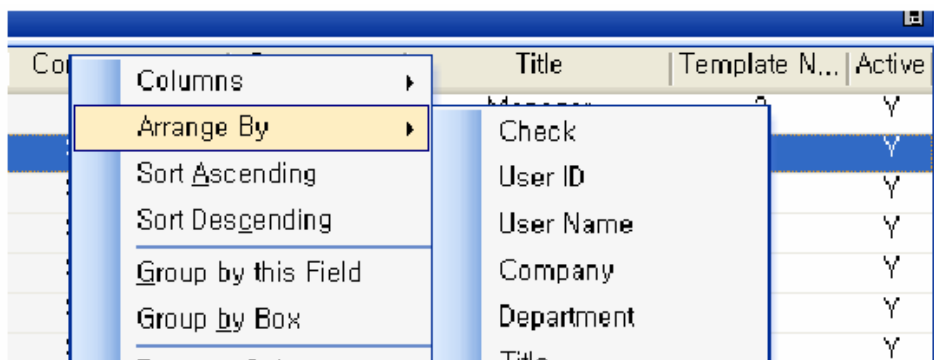 Title Template N... Active
Columns
Y
Arrange By
Check
Y
Sort Ascending
User ID
Y
Sort Descending
User Name
Y
Group by this Field
Company
Y
Group by Box
Department
Y
Title
Y